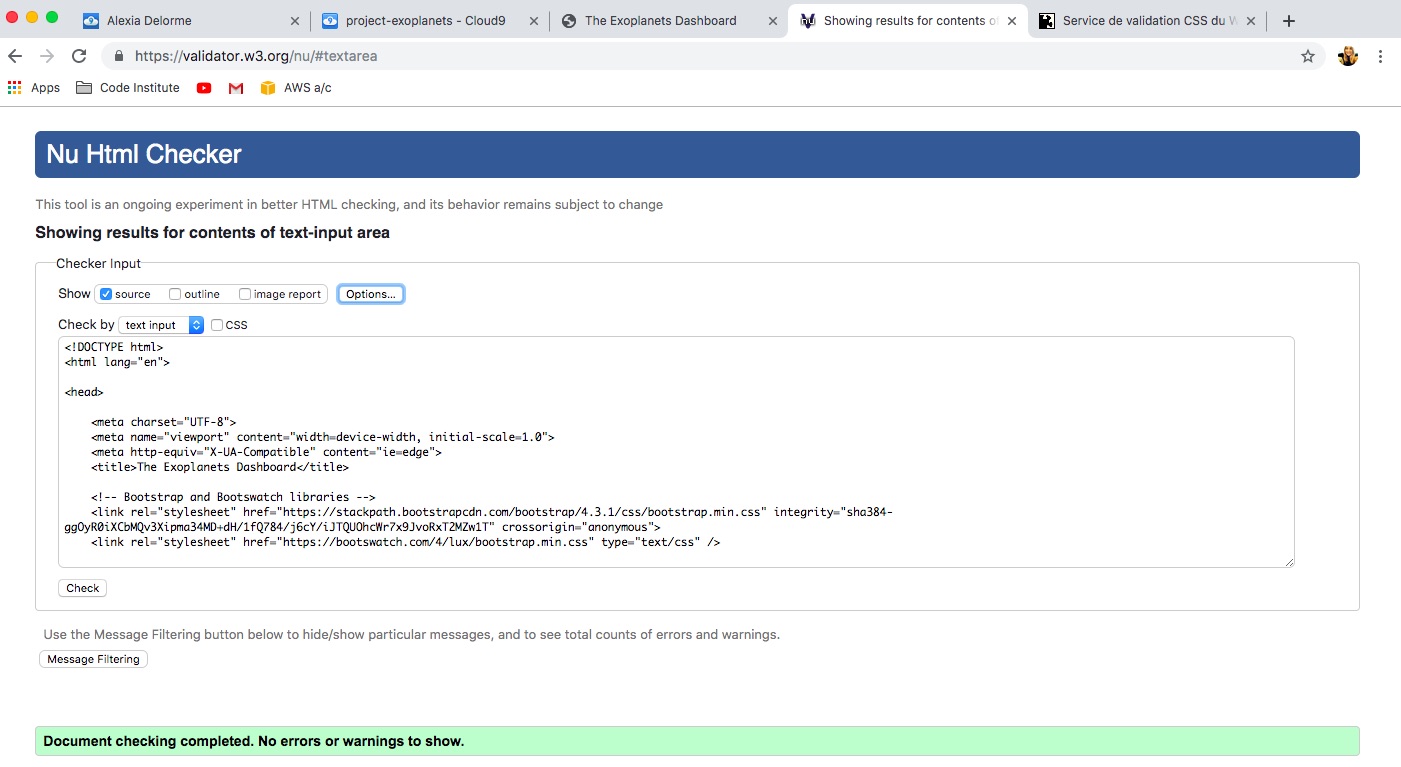 Alexia Delorme
project-exoplanets - Cloud9
The Exoplanets Dashboard
Showing results for contents of
Service de validation CSS du W
https://validator.w3.org/nu/#textarea
Apps
Code Institute
AWS a/c
Nu Html Checker
This tool is an ongoing experiment in better HTML checking, and its behavior remains subject to change
Showing results for contents of text-input area
Checker Input
Show source outline image report Options...
Check by text input CSS
<!DOCTYPE html>
<html lang="en">
<head>
<meta charset="UTF-8">
<meta name="viewport" content="width=device-width, initial-scale=1.0">
<meta http-equiv="X-UA-Compatible" content="ie=edge">
<title>The Exoplanets Dashboard</title>
<!-- Bootstrap and Bootswatch libraries -->
<link rel="stylesheet" href="https://stackpath.bootstrapcdn.com/bootstrap/4.3.1/css/bootstrap.min.css" integrity="sha384-
ggOyR0iXCbMQv3Xipma34MD+dH/1fQ784/j6cY/iJTQUOhcWr7x9JvoRxT2MZw1T" crossorigin="anonymous">
<link rel="stylesheet" href="https://bootswatch.com/4/lux/bootstrap.min.css" type="text/css" />
Check
Use the Message Filtering button below to hide/show particular messages, and to see total counts of errors and warnings.
Message Filtering
Document checking completed. No errors or warnings to show.